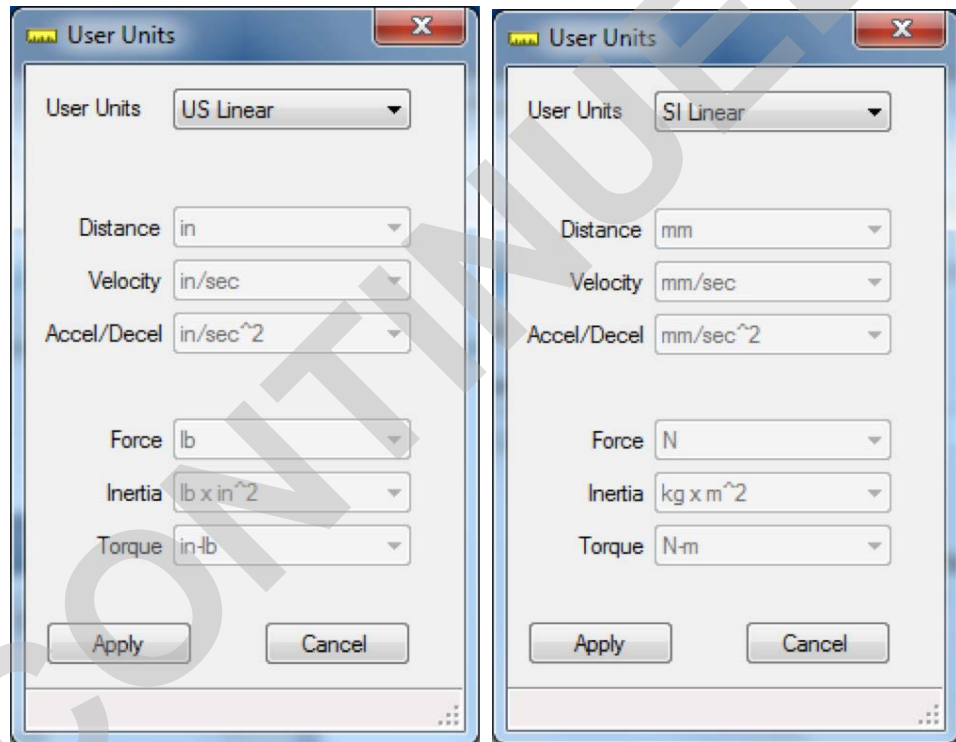 User Units
User Units US Linear
Distance in
Velocity in/sec
Accel/Decel in/sec^2
Force lb
Inertia lb x in^2
Torque in-lb
Apply Cancel
User Units
User Units SI Linear
Distance mm
Velocity mm/sec
Accel/Decel mm/sec^2
Force N
Inertia kg x m^2
Torque N-m
Apply Cancel
CONTINUE